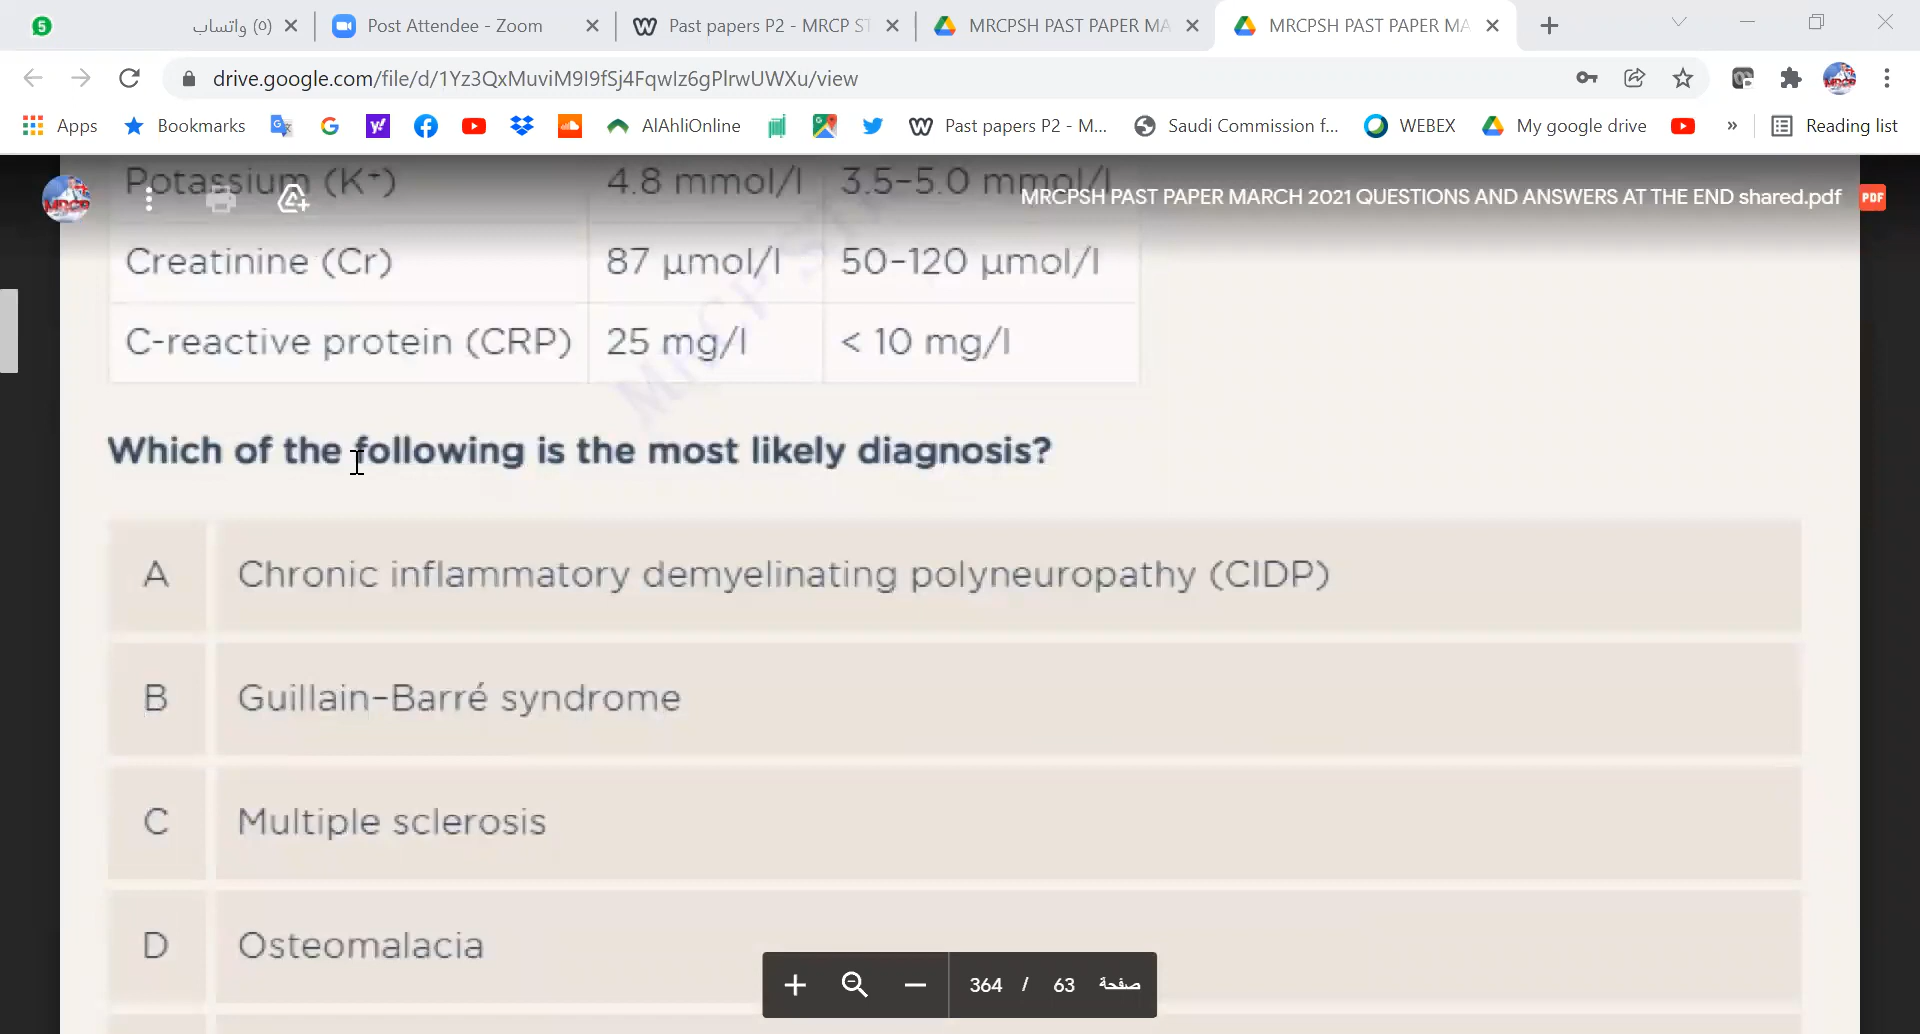 5
واتساب (٥)
Post Attendee - Zoom
Past papers P2 - MRCP ST
MRCPSH PAST PAPER MA
MRCPSH PAST PAPER MA
drive.google.com/file/d/1Yz3QxMuviM9I9fSj4FqwIz6gPlrwUWXu/view
Apps
Bookmarks
AlAhliOnline
Past papers P2 - M...
Saudi Commission f...
WEBEX
My google drive
»
Reading list
Potassium (K⁺) 4.8 mmol/l 3.5–5.0 mmol/l
MRCPSH PAST PAPER MARCH 2021 QUESTIONS AND ANSWERS AT THE END shared.pdf
PDF
Creatinine (Cr) 87 µmol/l 50–120 µmol/l
C-reactive protein (CRP) 25 mg/l < 10 mg/l
Which of the following is the most likely diagnosis?
A Chronic inflammatory demyelinating polyneuropathy (CIDP)
B Guillain–Barré syndrome
C Multiple sclerosis
D Osteomalacia
صفحة 63 / 364